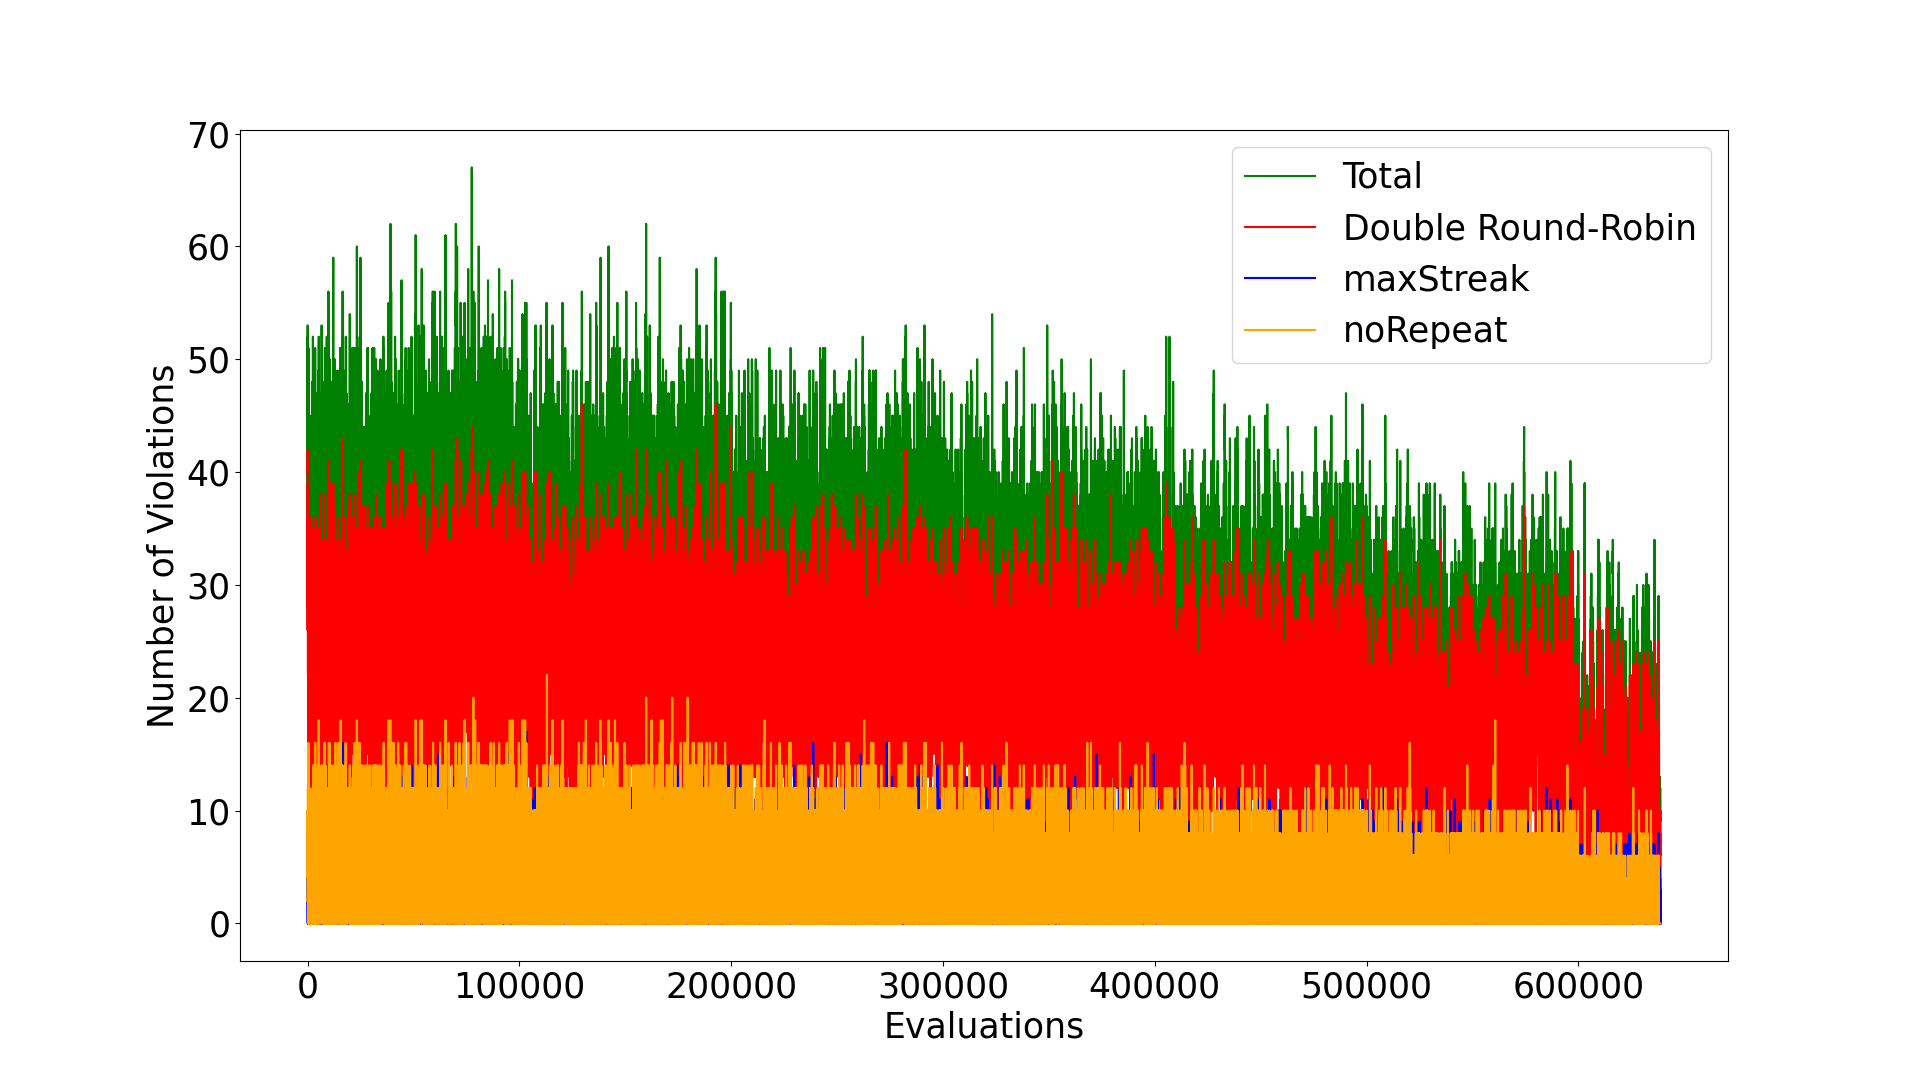 70
60
50
40
30
20
10
0
Number of Violations
Total
Double Round-Robin
maxStreak
noRepeat
0 100000 200000 300000 400000 500000 600000
Evaluations